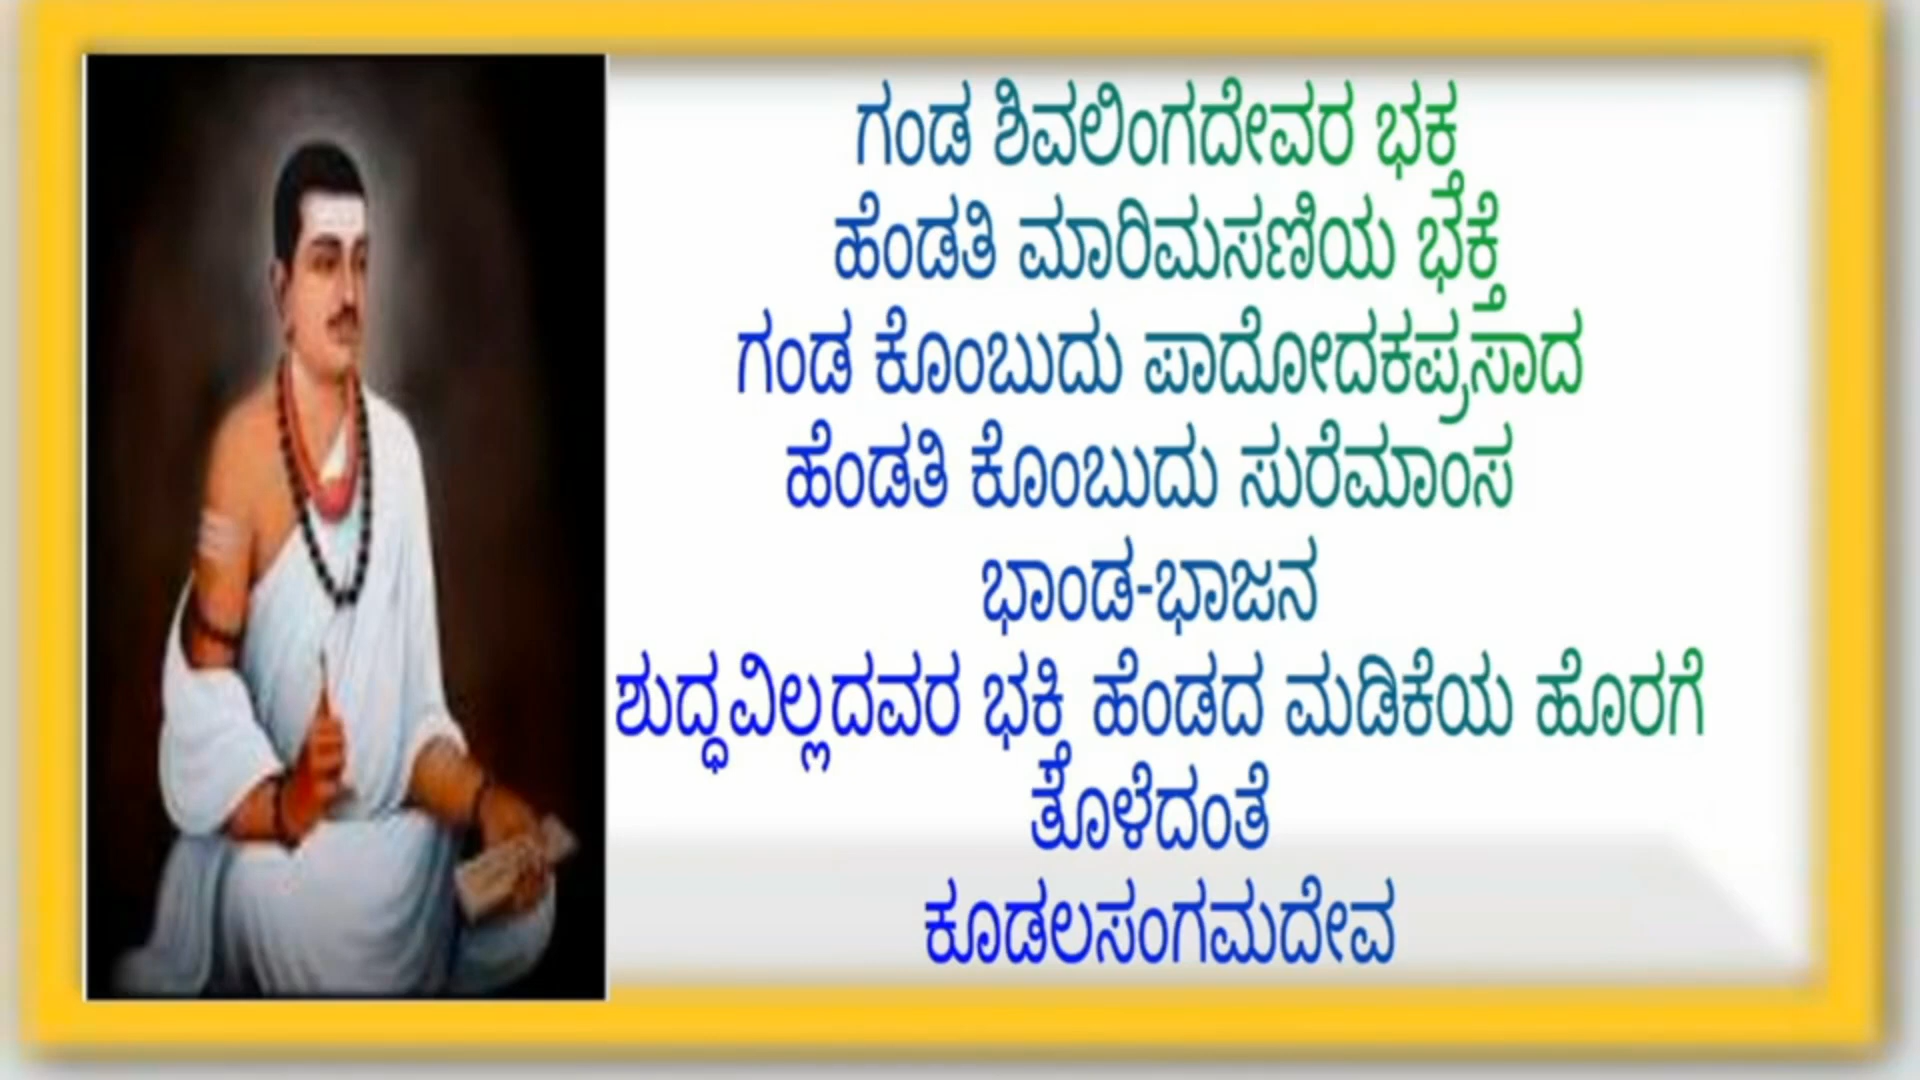 ಗಂಡ ಶಿವಲಿಂಗದೇವರ ಭಕ್ತ
ಹೆಂಡತಿ ಮಾರಿಮಸಣಿಯ ಭಕ್ತೆ
ಗಂಡ ಕೊಂಬುದು ಪಾದೋದಕಪ್ರಸಾದ
ಹೆಂಡತಿ ಕೊಂಬುದು ಸುರೆಮಾಂಸ
ಭಾಂಡ-ಭಾಜನ
ಶುದ್ಧವಿಲ್ಲದವರ ಭಕ್ತಿ ಹೆಂಡದ ಮಡಿಕೆಯ ಹೊರಗೆ
ತೊಳೆದಂತೆ
ಕೂಡಲಸಂಗಮದೇವ